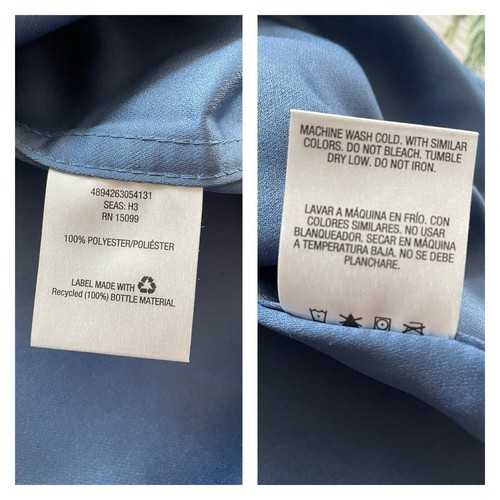 4894263054131
SEAS: H3
RN 15099
100% POLYESTER/POLIÉSTER
LABEL MADE WITH
Recycled (100%) BOTTLE MATERIAL
MACHINE WASH COLD. WITH SIMILAR
COLORS. DO NOT BLEACH. TUMBLE
DRY LOW. DO NOT IRON.
LAVAR A MÁQUINA EN FRÍO. CON
COLORES SIMILARES. NO USAR
BLANQUEADOR. SECAR EN MÁQUINA
A TEMPERATURA BAJA. NO SE DEBE
PLANCHARE.